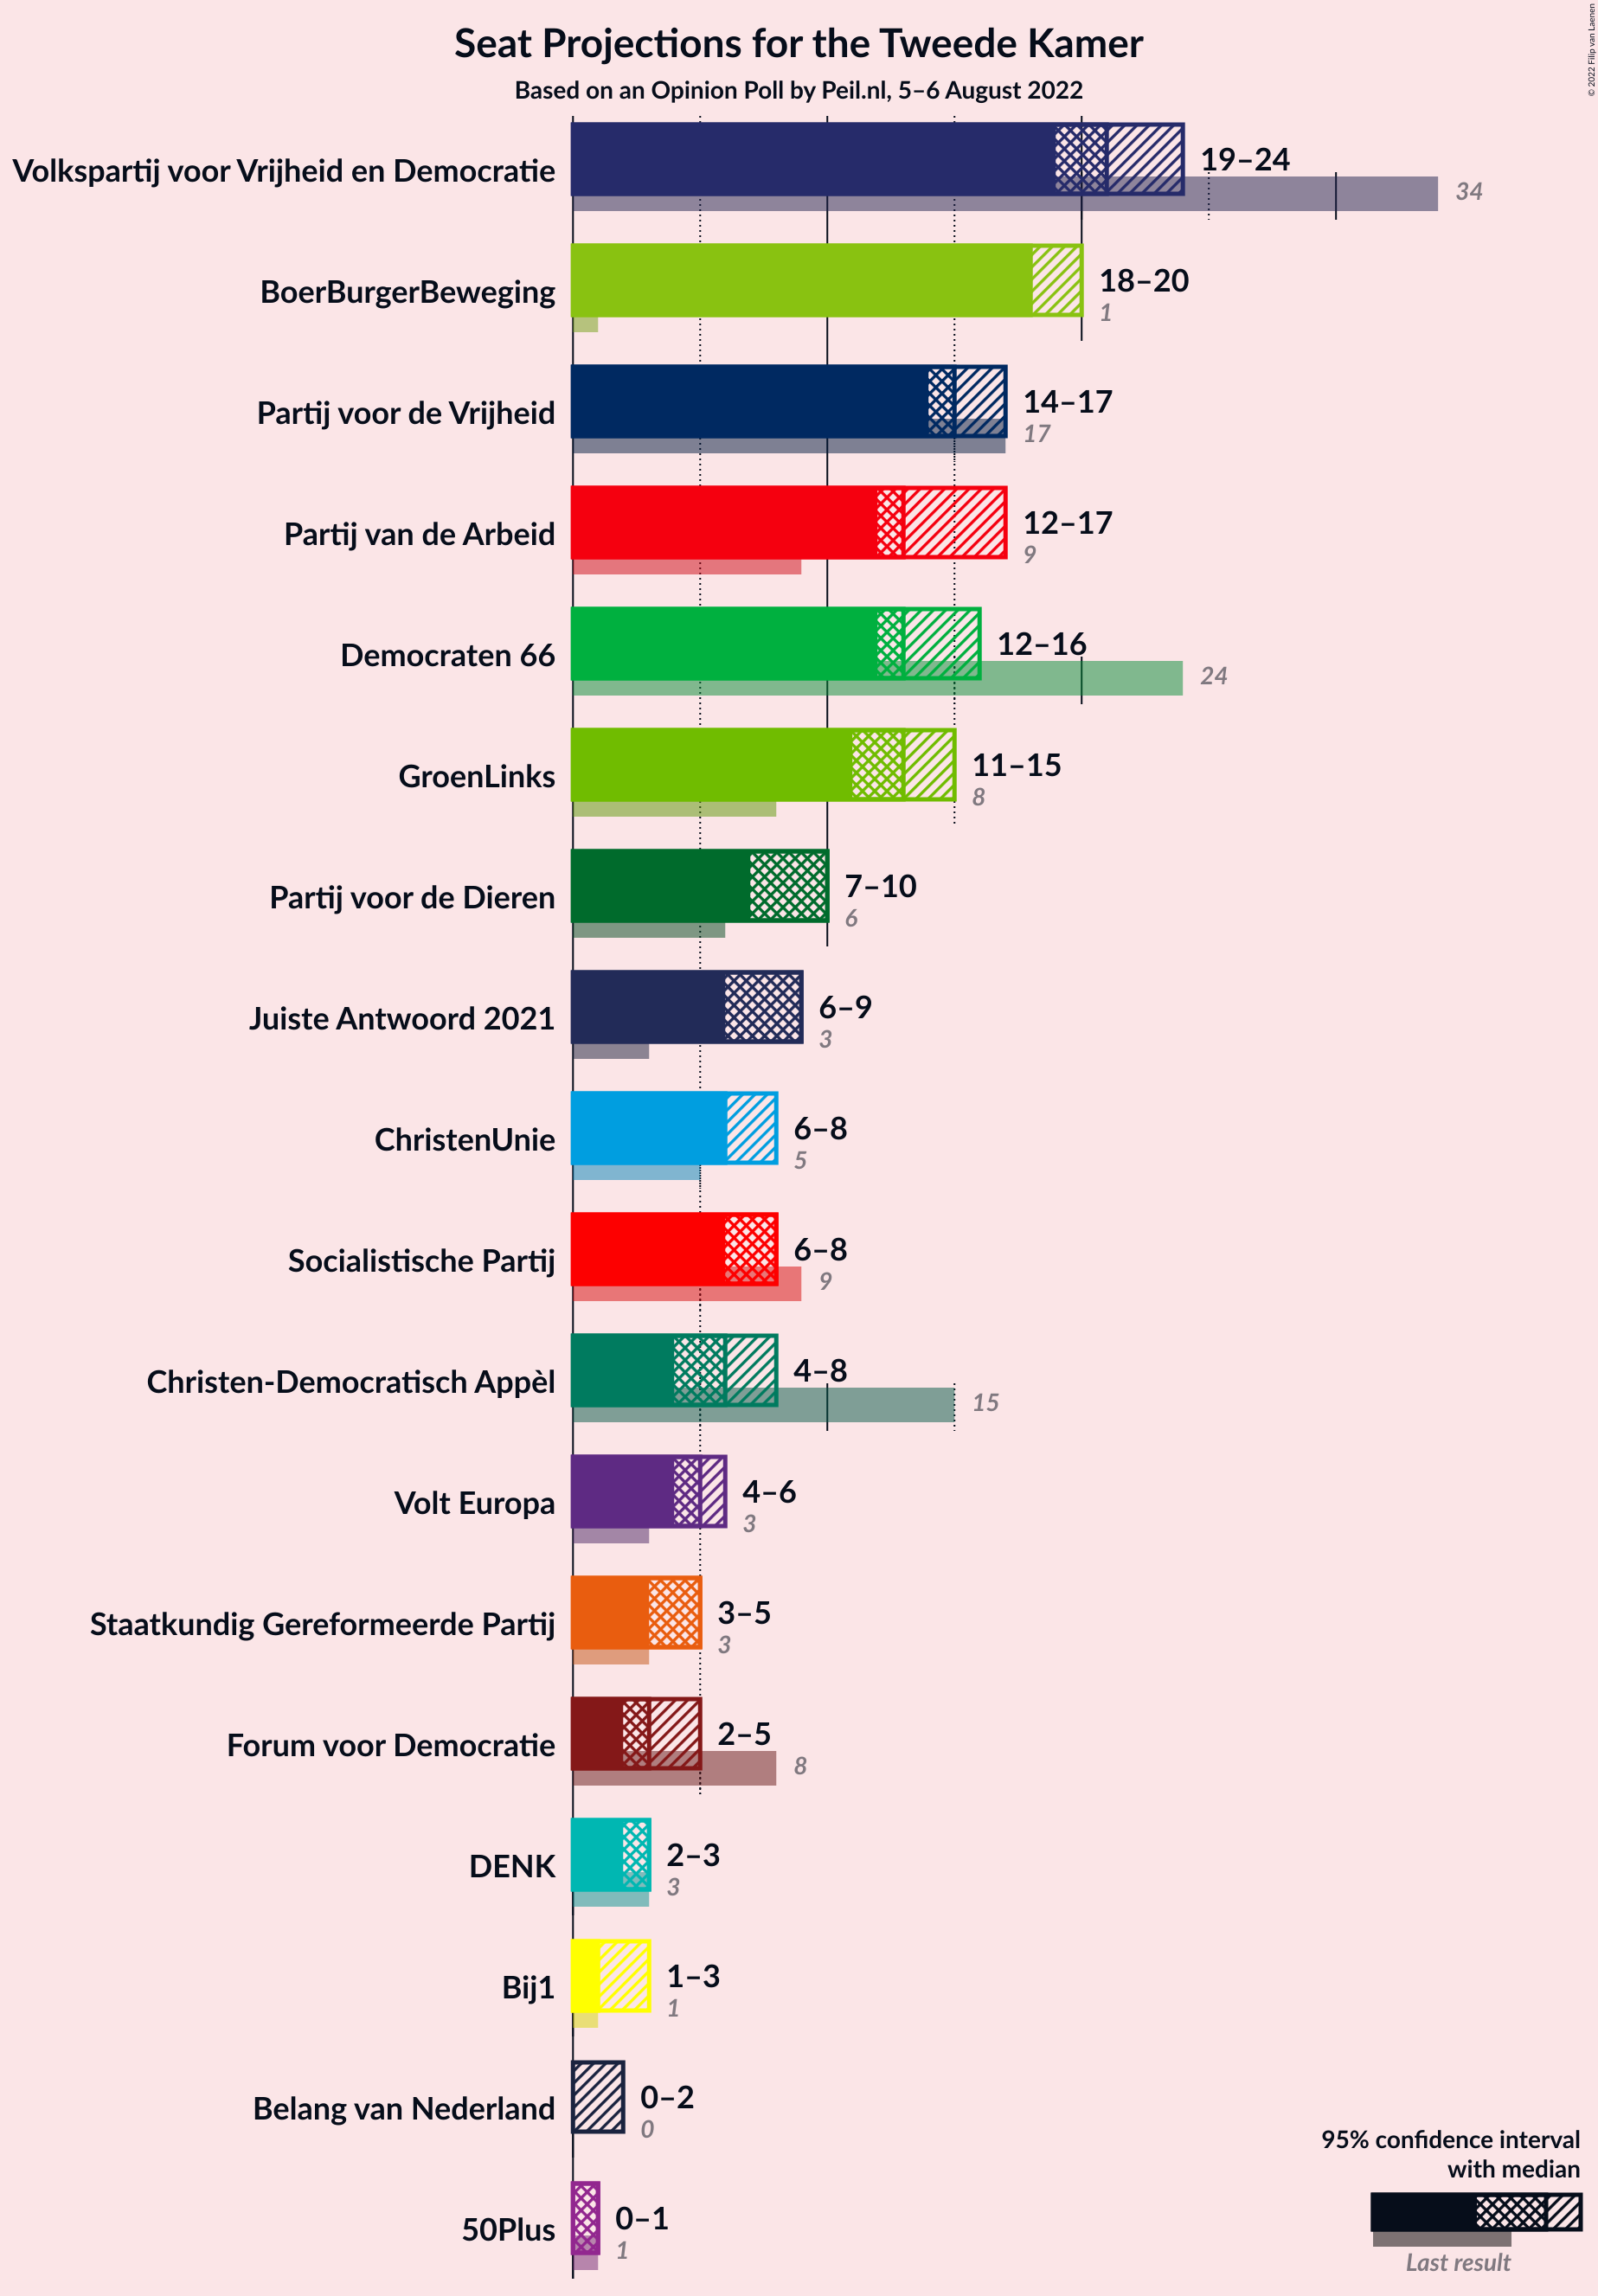 Seat Projections for the Tweede Kamer
Based on an Opinion Poll by Peil.nl, 5–6 August 2022
© 2022 Filip van Laenen
Volkspartij voor Vrijheid en Democratie
19–24
34
BoerBurgerBeweging
18–20
1
Partij voor de Vrijheid
14–17
17
Partij van de Arbeid
12–17
9
Democraten 66
12–16
24
GroenLinks
11–15
8
Partij voor de Dieren
7–10
6
Juiste Antwoord 2021
6–9
3
ChristenUnie
6–8
5
Socialistische Partij
6–8
9
Christen-Democratisch Appèl
4–8
15
Volt Europa
4–6
3
Staatkundig Gereformeerde Partij
3–5
3
Forum voor Democratie
2–5
8
DENK
2–3
3
Bij1
1–3
1
Belang van Nederland
0–2
0
50Plus
0–1
1
95% confidence interval
with median
Last result